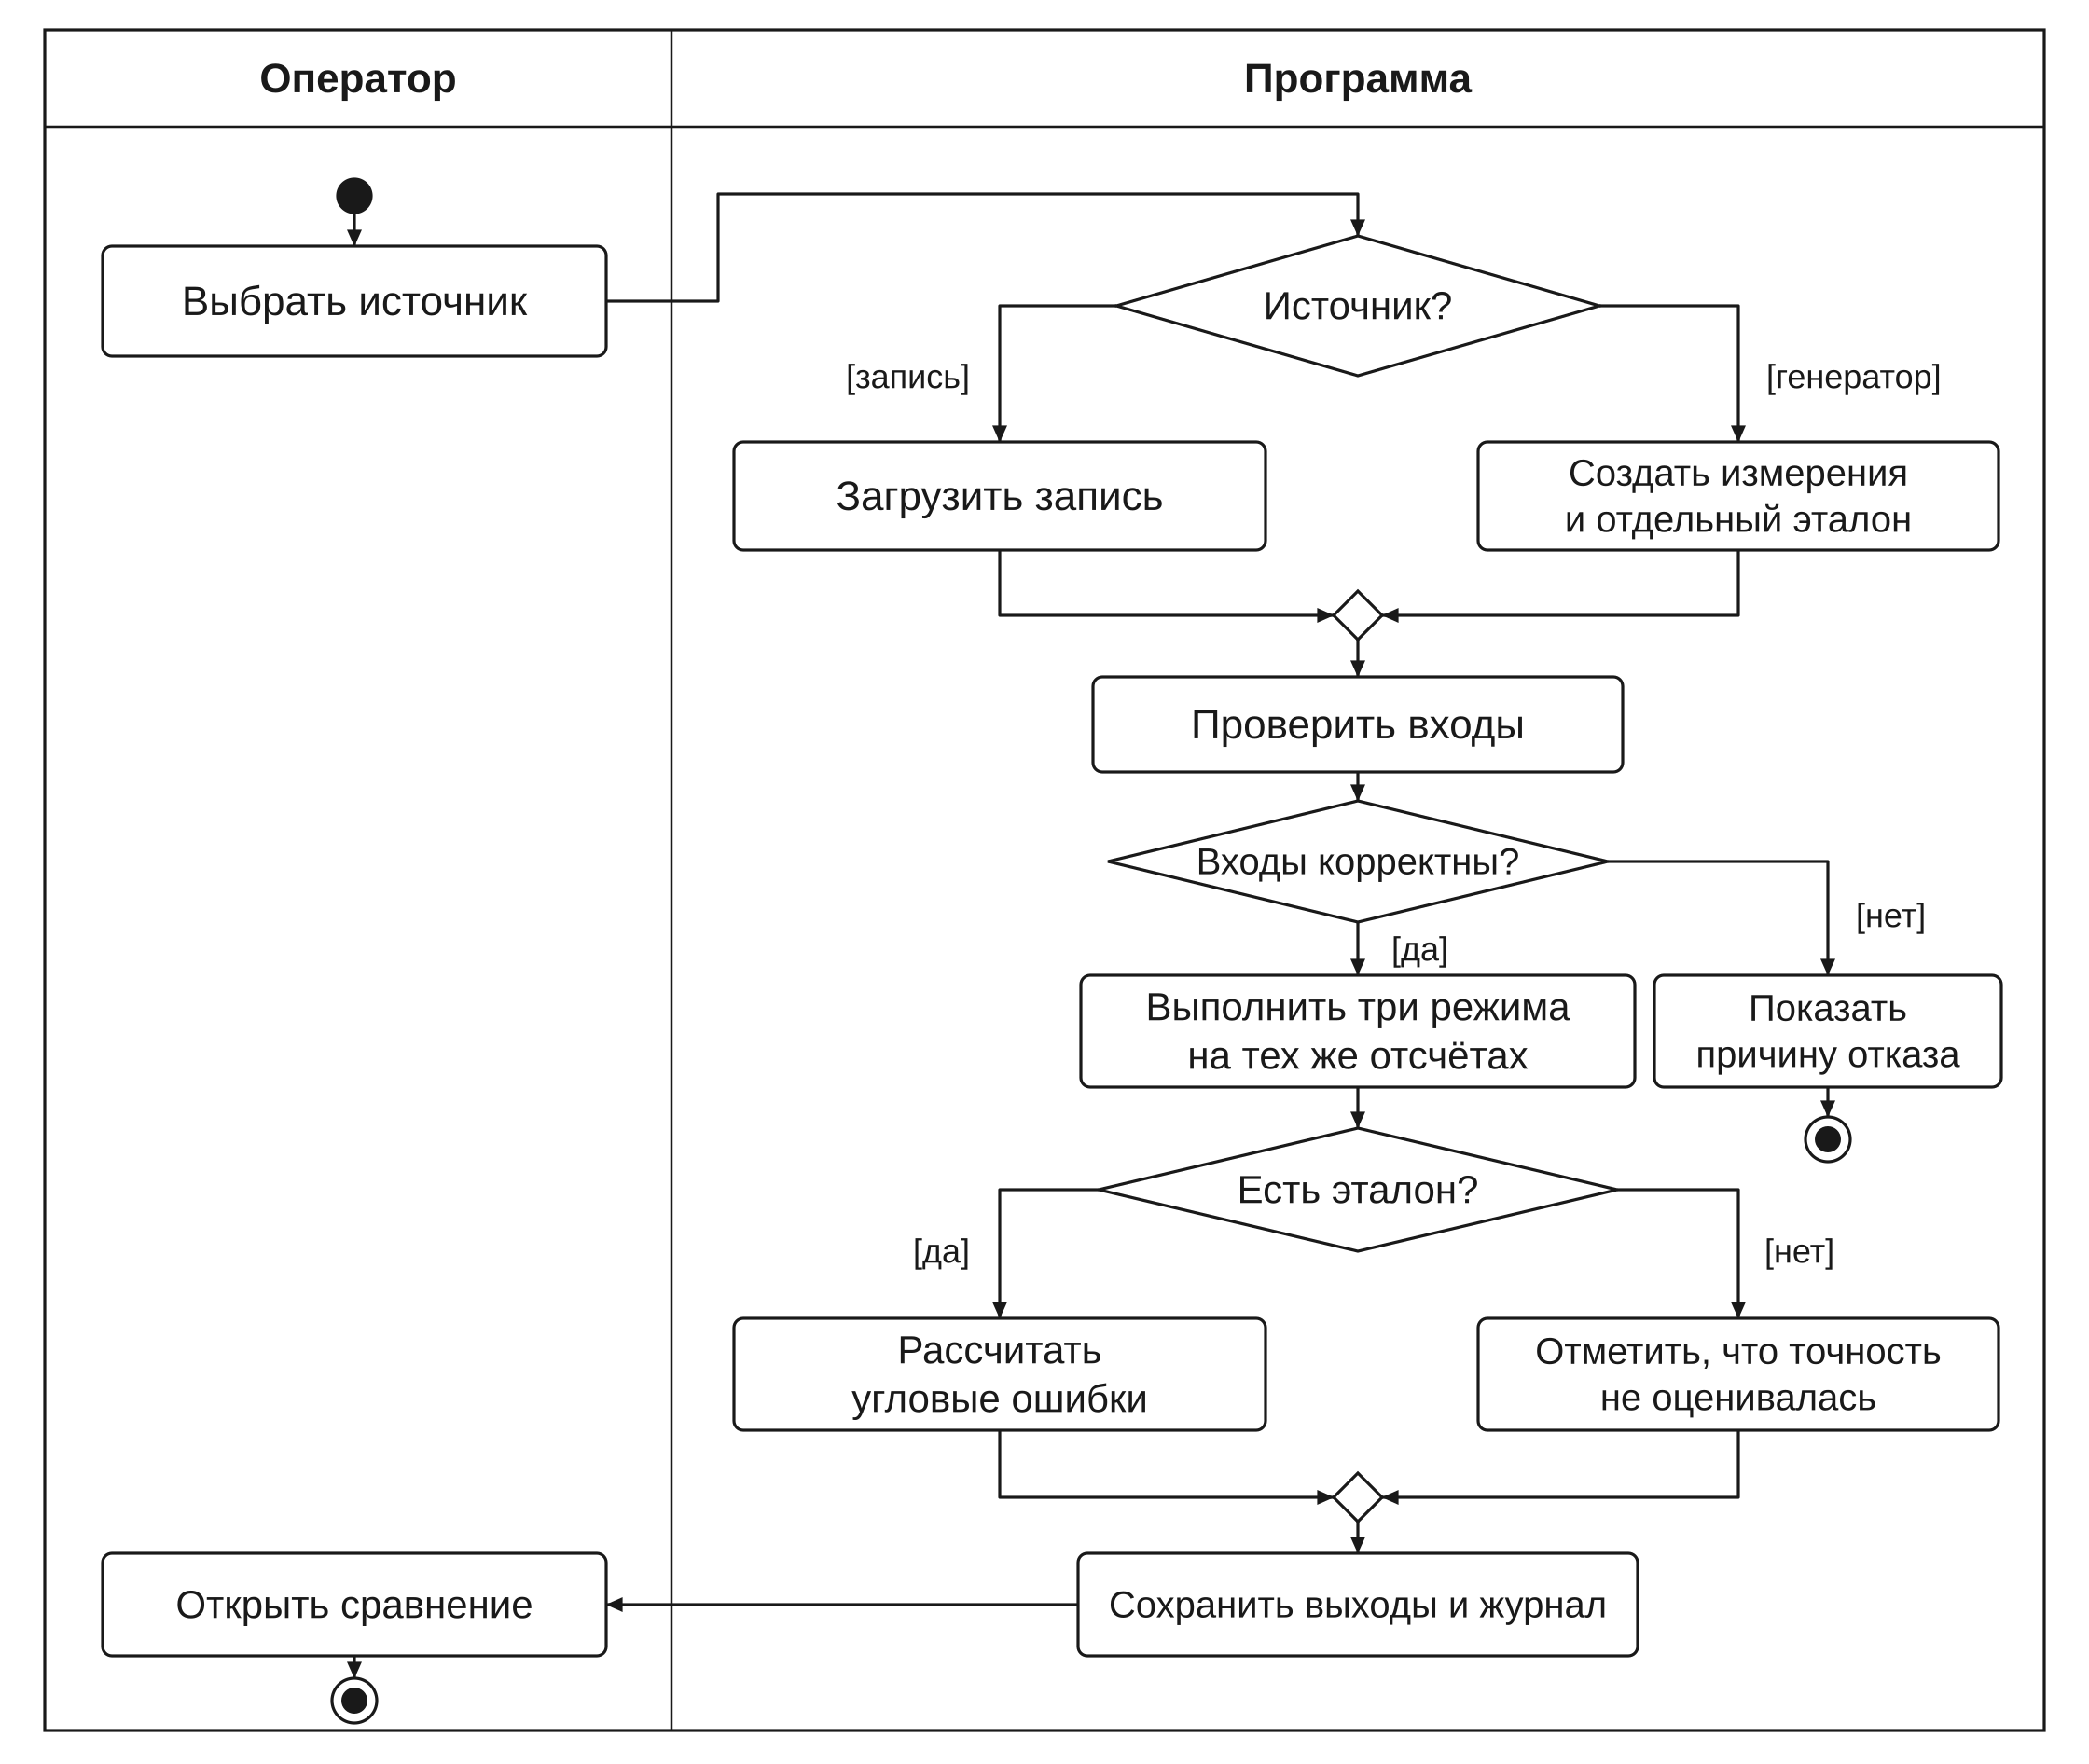 Оператор
Программа
Выбрать источник
Источник?
[запись]
[генератор]
Загрузить запись
Создать измерения
и отдельный эталон
Проверить входы
Входы корректны?
[нет]
[да]
Выполнить три режима
на тех же отсчётах
Показать
причину отказа
Есть эталон?
[да]
[нет]
Рассчитать
угловые ошибки
Отметить, что точность
не оценивалась
Открыть сравнение
Сохранить выходы и журнал